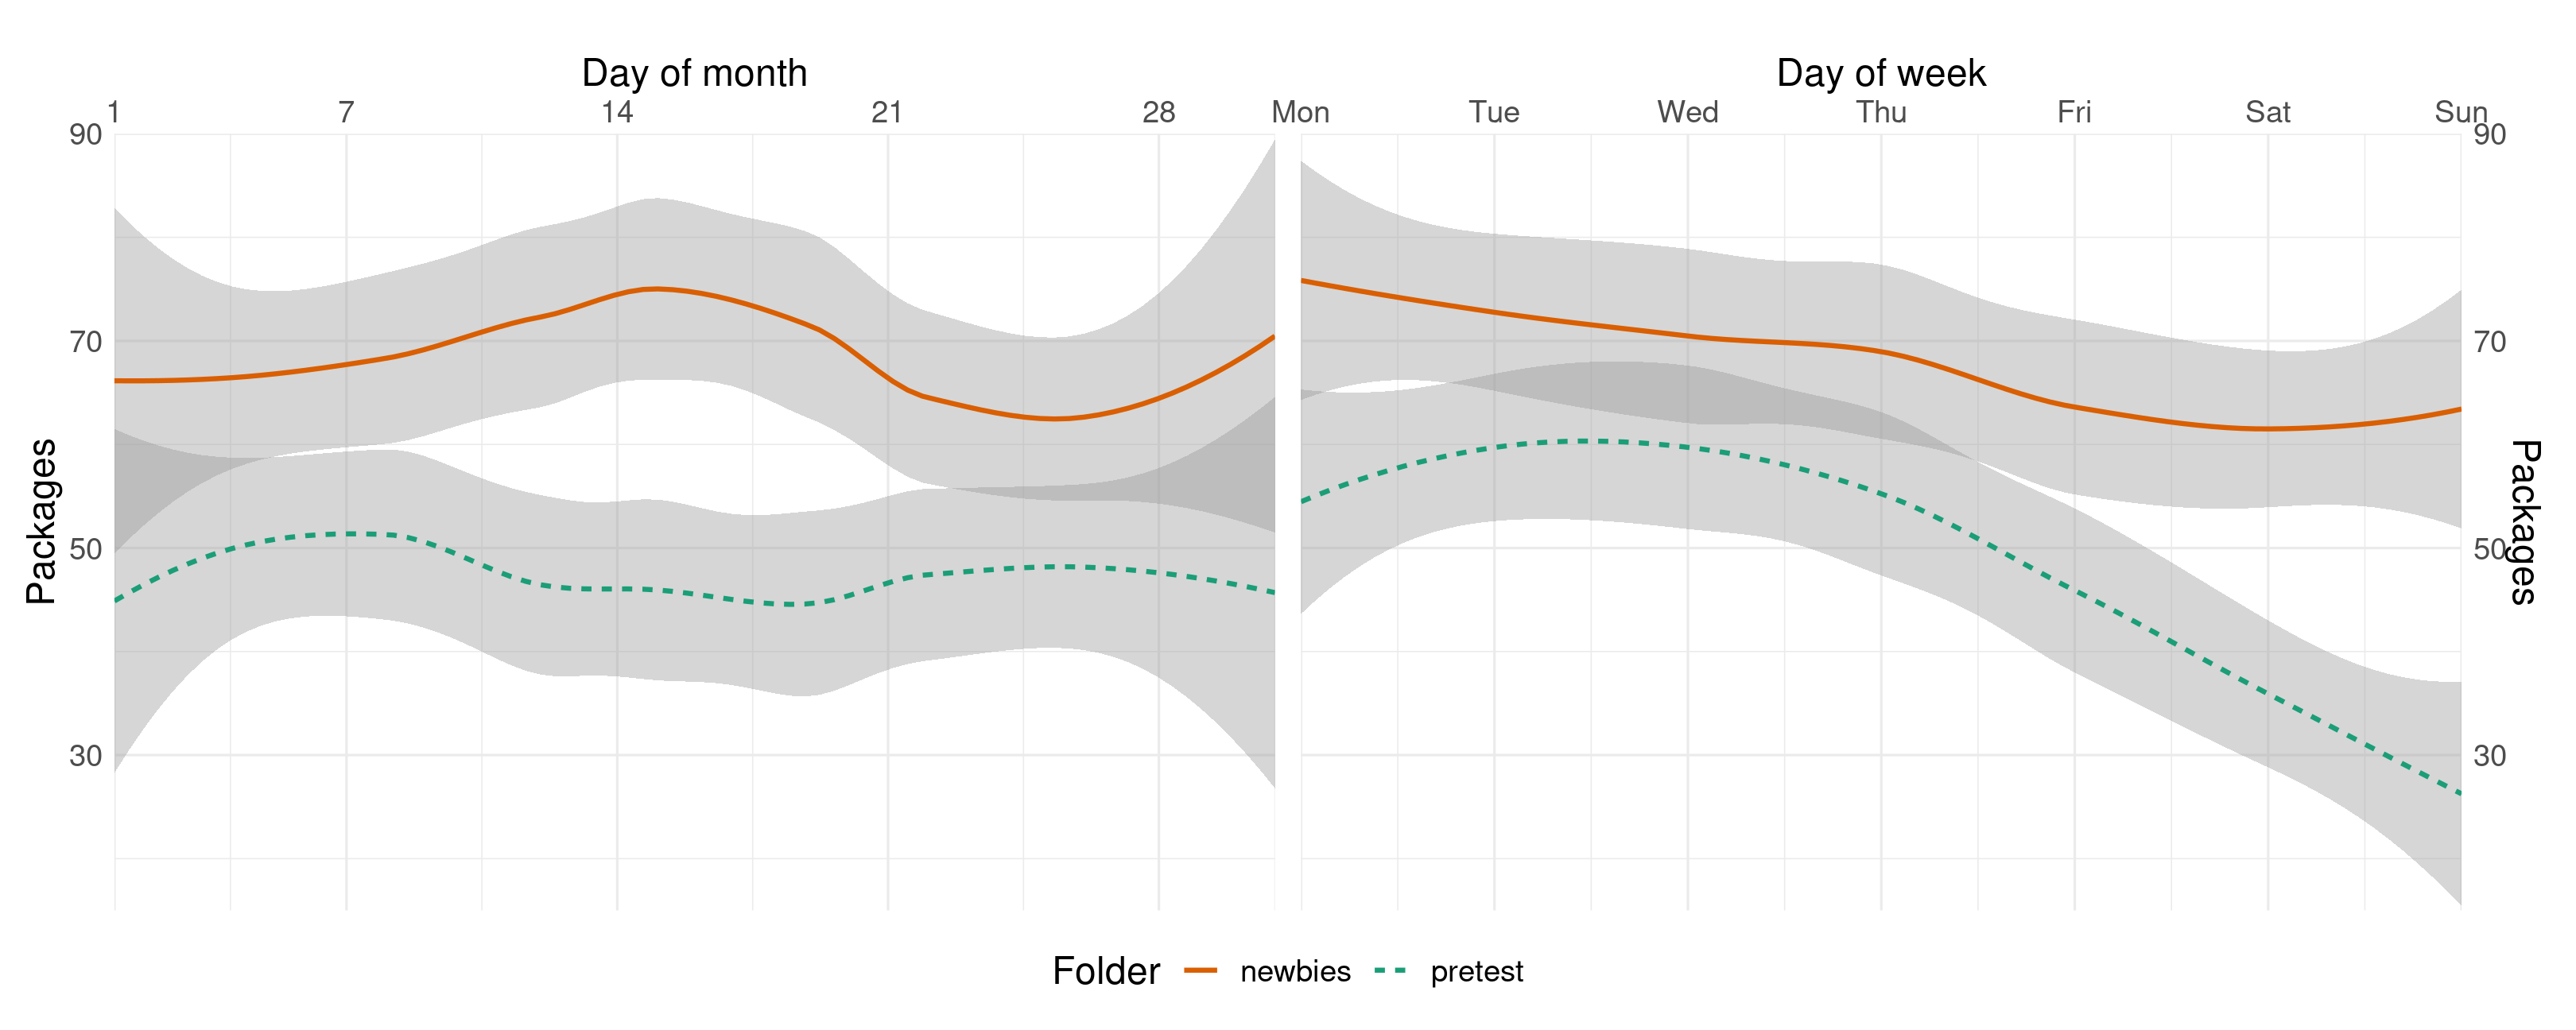 Day of month
Day of week
1 7 14 21 28
Mon Tue Wed Thu Fri Sat Sun
90
70
50
30
Packages
90
70
50
30
Packages
Folder newbies pretest